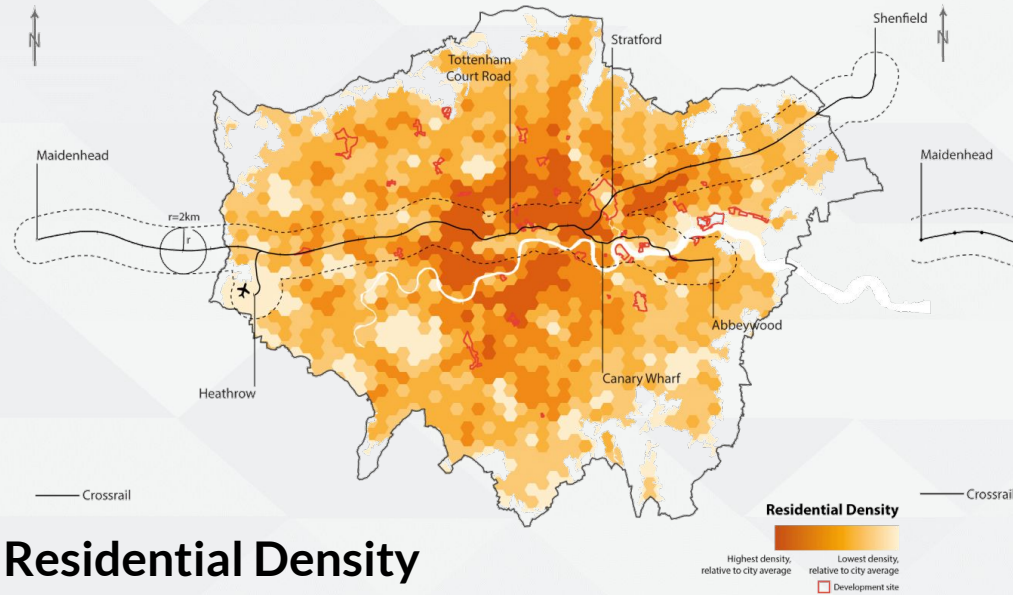 N
N
Shenfield
Stratford
Tottenham
Court Road
Maidenhead
Maidenhead
r=2km
r
Abbeywood
Canary Wharf
Heathrow
Crossrail
Crossrail
Residential Density
Highest density,
relative to city average
Lowest density,
relative to city average
Development site
Residential Density